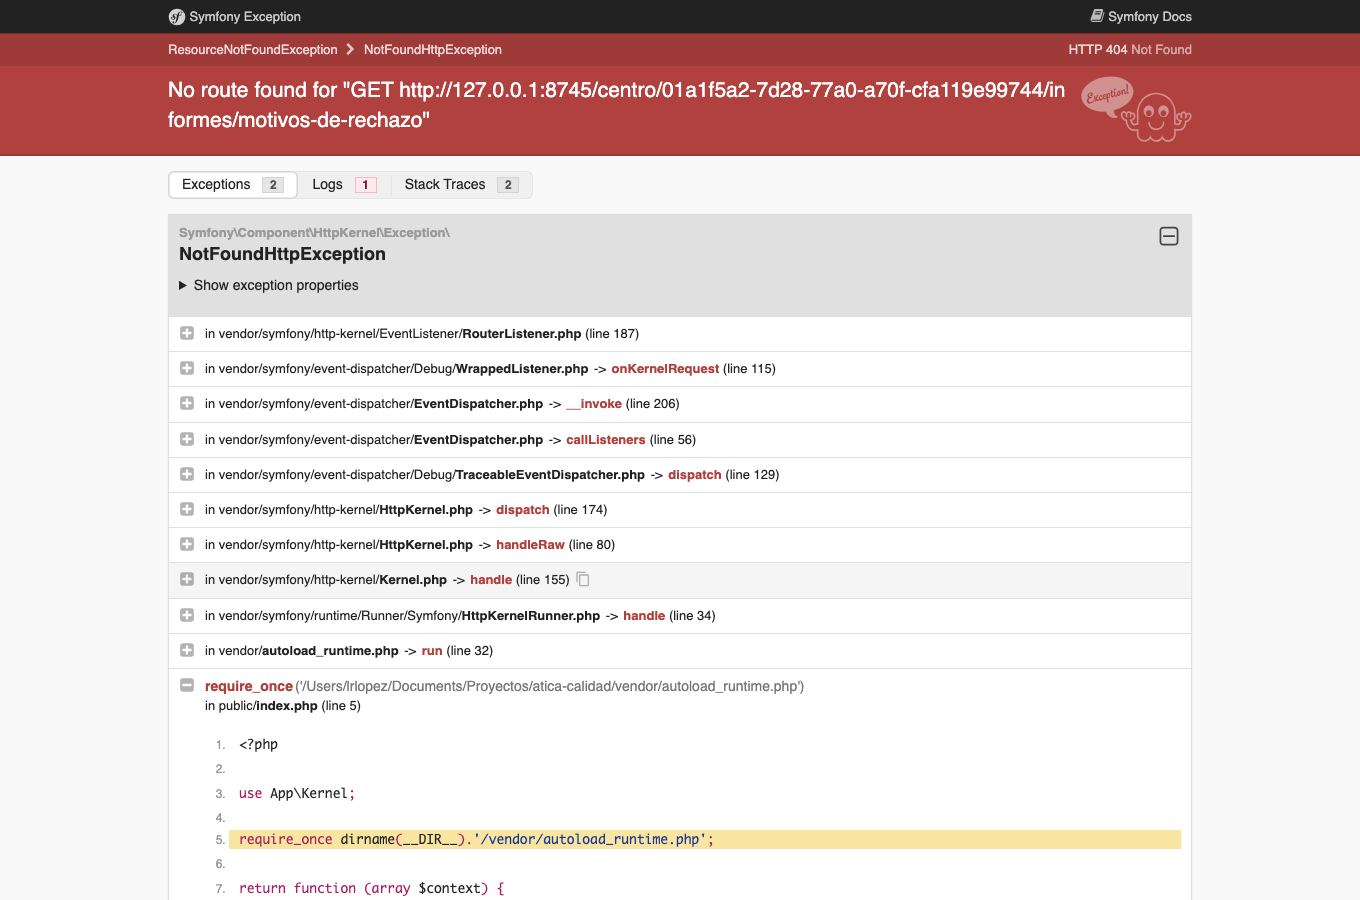 Symfony Exception
Symfony Docs
ResourceNotFoundException > NotFoundHttpException
HTTP 404 Not Found
No route found for "GET http://127.0.0.1:8745/centro/01a1f5a2-7d28-77a0-a70f-cfa119e99744/in
formes/motivos-de-rechazo"
Exception!
Exceptions 2 Logs 1 Stack Traces 2
Symfony\Component\HttpKernel\Exception\
NotFoundHttpException
Show exception properties
in vendor/symfony/http-kernel/EventListener/RouterListener.php (line 187)
in vendor/symfony/event-dispatcher/Debug/WrappedListener.php -> onKernelRequest (line 115)
in vendor/symfony/event-dispatcher/EventDispatcher.php -> __invoke (line 206)
in vendor/symfony/event-dispatcher/EventDispatcher.php -> callListeners (line 56)
in vendor/symfony/event-dispatcher/Debug/TraceableEventDispatcher.php -> dispatch (line 129)
in vendor/symfony/http-kernel/HttpKernel.php -> dispatch (line 174)
in vendor/symfony/http-kernel/HttpKernel.php -> handleRaw (line 80)
in vendor/symfony/http-kernel/Kernel.php -> handle (line 155)
in vendor/symfony/runtime/Runner/Symfony/HttpKernelRunner.php -> handle (line 34)
in vendor/autoload_runtime.php -> run (line 32)
require_once('/Users/lrlopez/Documents/Proyectos/atica-calidad/vendor/autoload_runtime.php')
in public/index.php (line 5)
1. <?php
2.
3. use App\Kernel;
4.
5. require_once dirname(__DIR__).'/vendor/autoload_runtime.php';
6.
7. return function (array $context) {